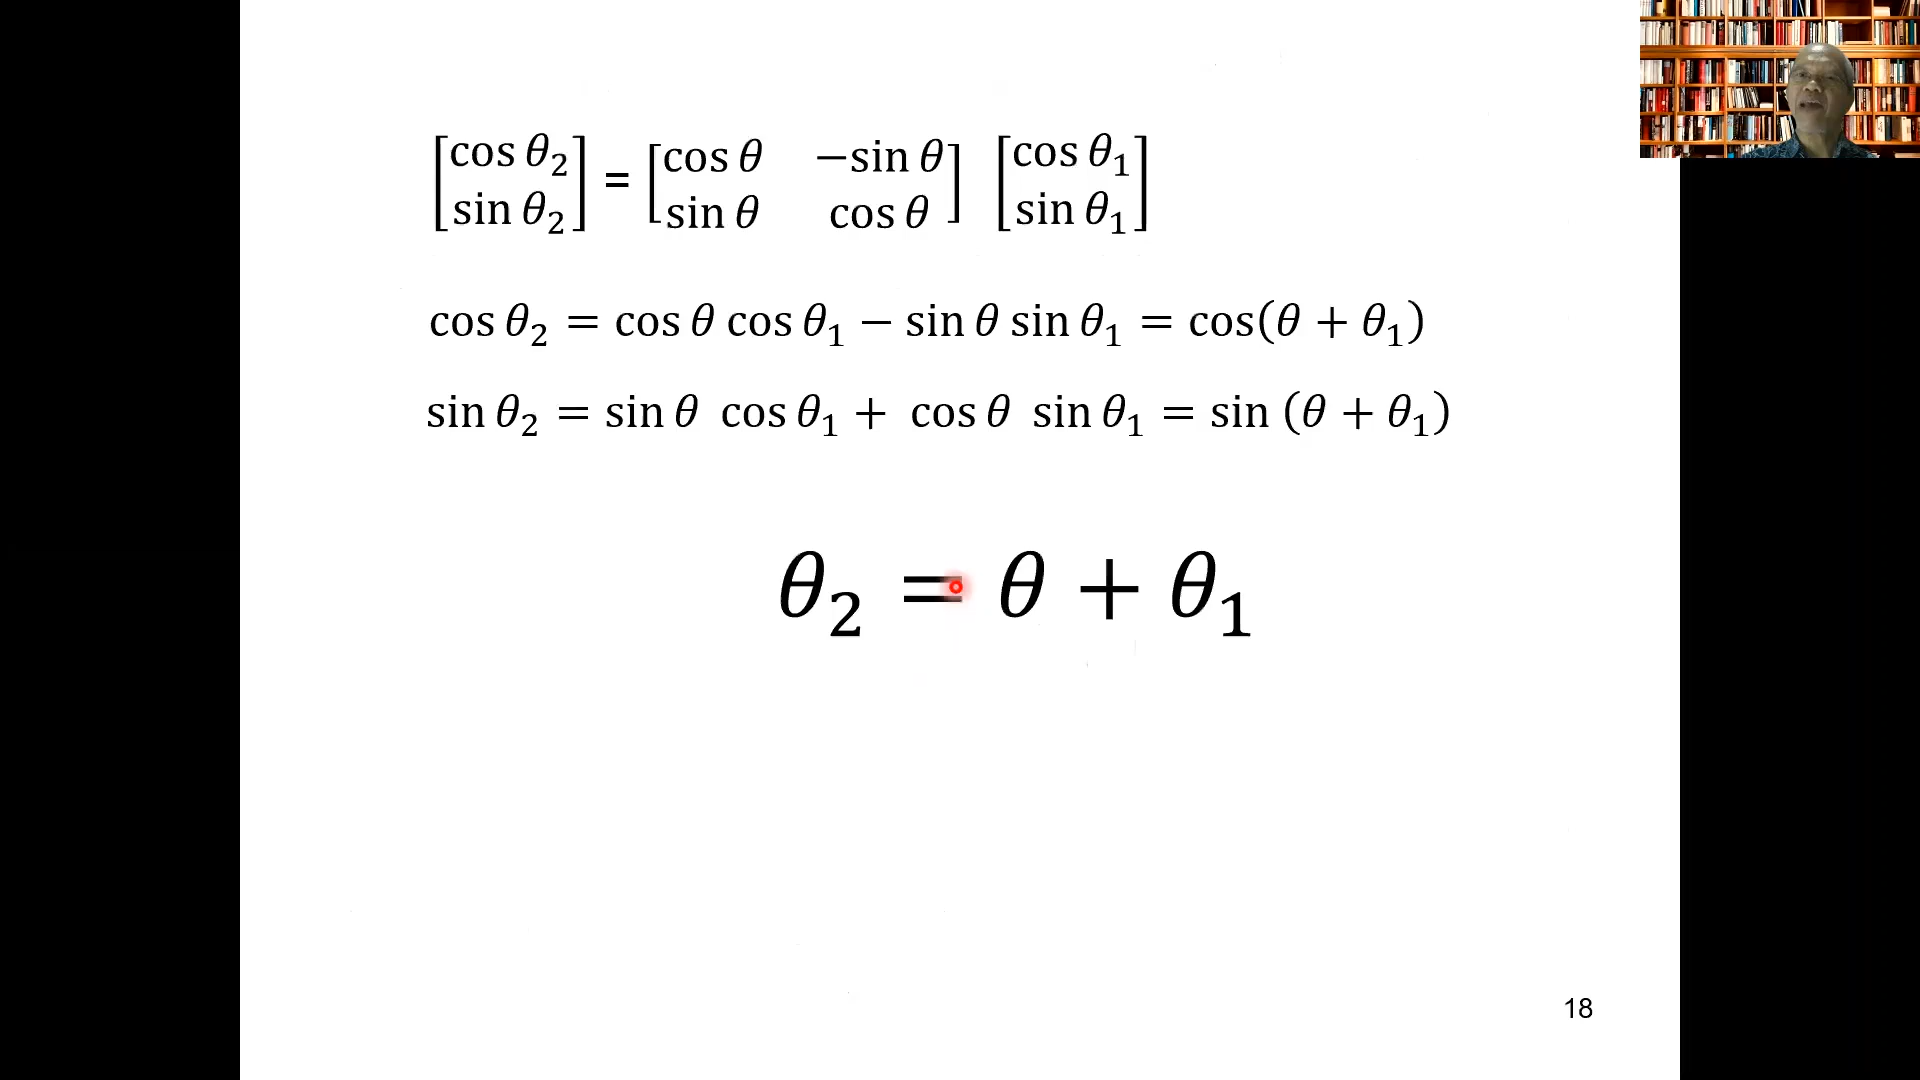 [cos θ₂ sin θ₂] = [cos θ −sin θ sin θ cos θ] [cos θ₁ sin θ₁]
cos θ₂ = cos θ cos θ₁ − sin θ sin θ₁ = cos(θ + θ₁)
sin θ₂ = sin θ cos θ₁ + cos θ sin θ₁ = sin (θ + θ₁)
θ₂ = θ + θ₁
18